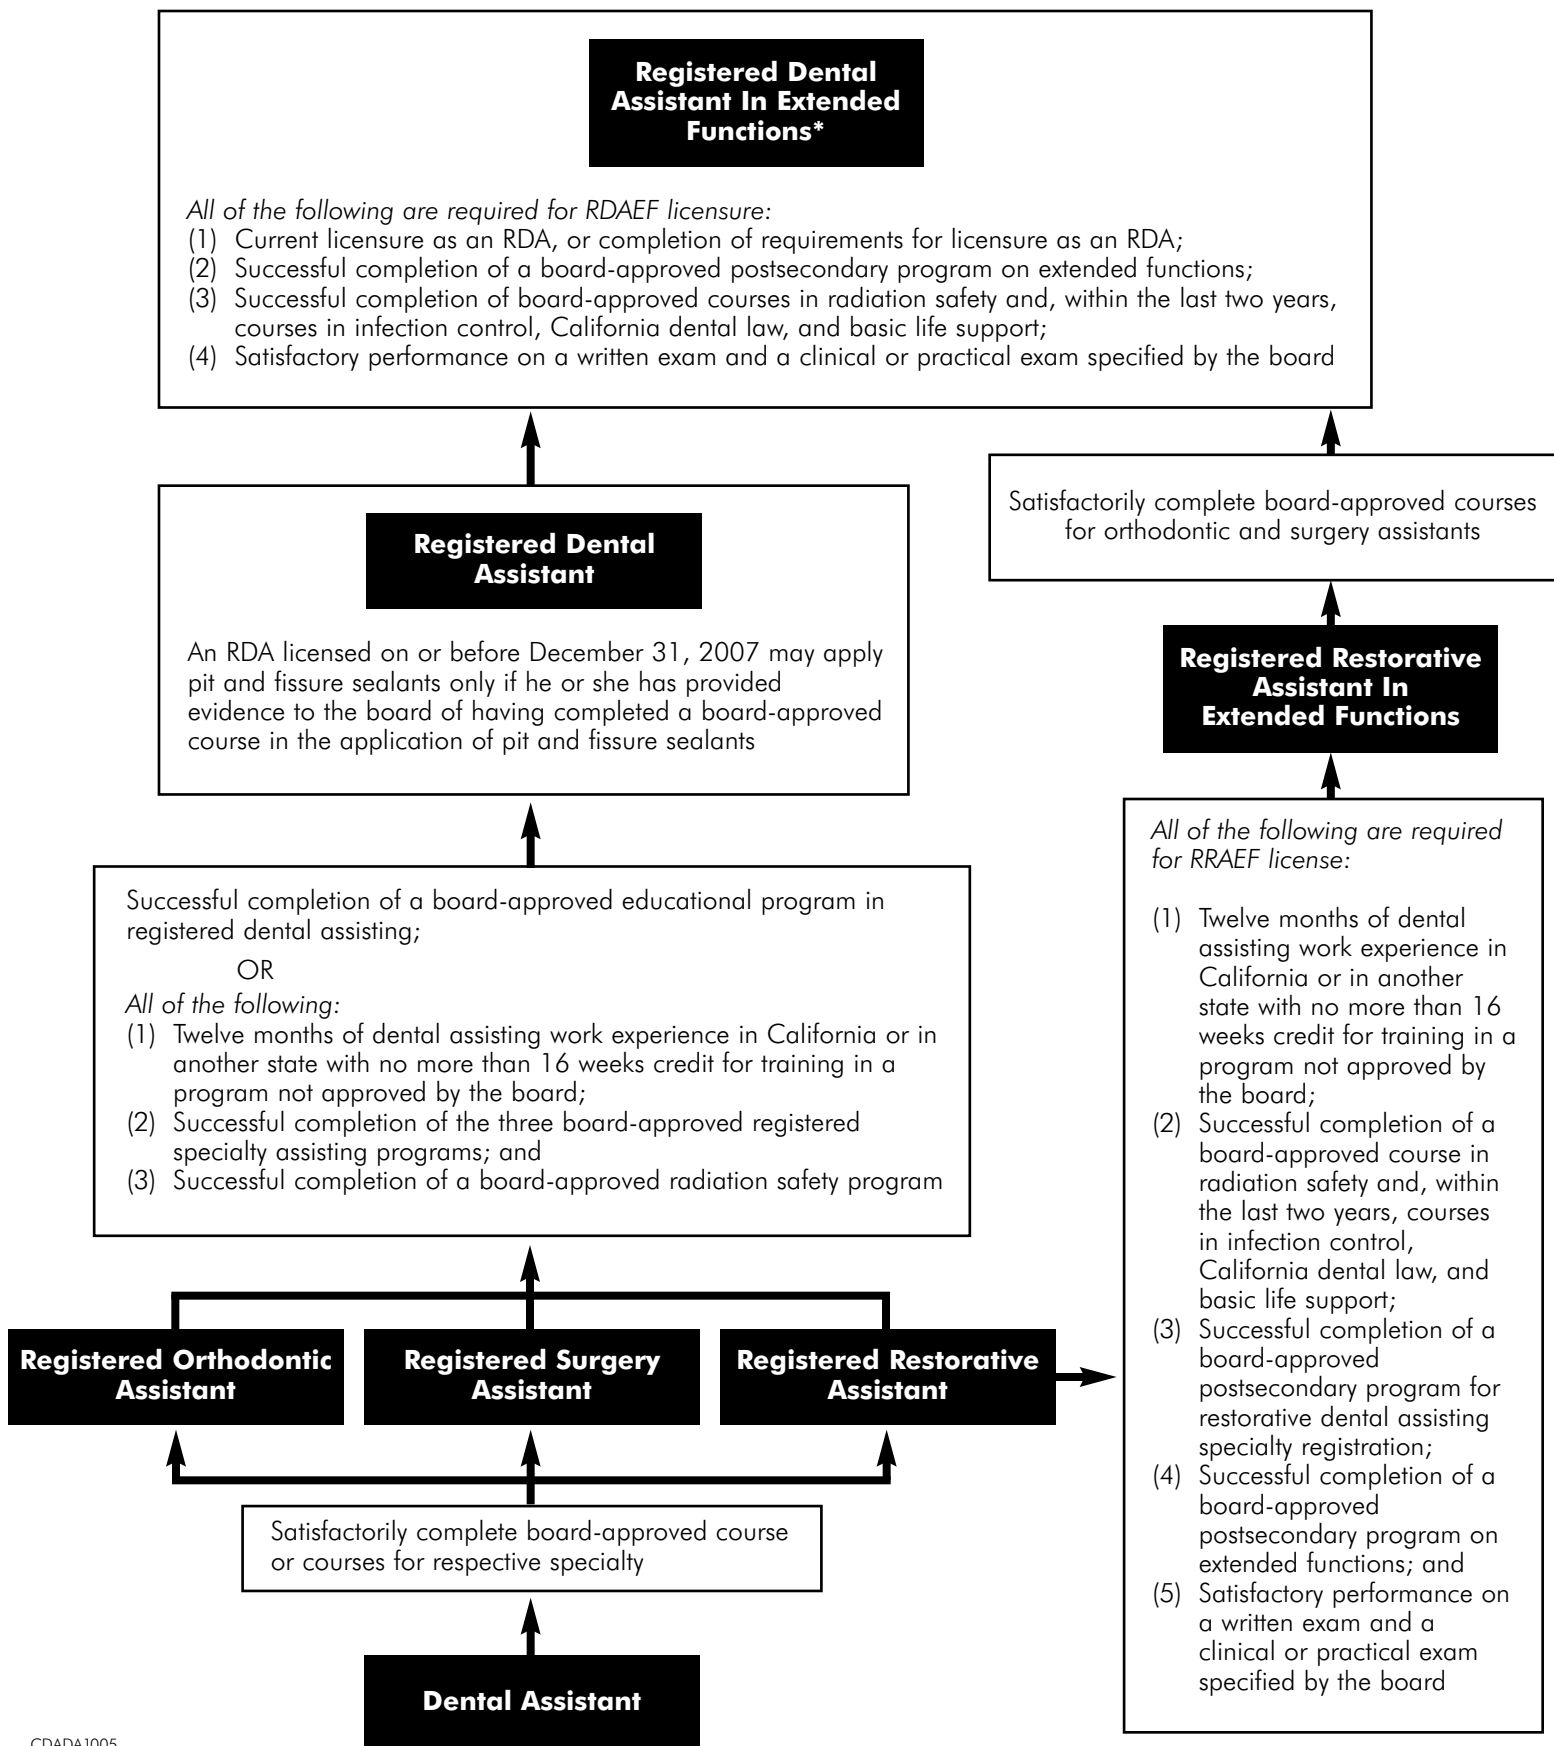 Registered Dental
Assistant In Extended
Functions*
All of the following are required for RDAEF licensure:
(1) Current licensure as an RDA, or completion of requirements for licensure as an RDA;
(2) Successful completion of a board-approved postsecondary program on extended functions;
(3) Successful completion of board-approved courses in radiation safety and, within the last two years,
courses in infection control, California dental law, and basic life support;
(4) Satisfactory performance on a written exam and a clinical or practical exam specified by the board
Registered Dental
Assistant
An RDA licensed on or before December 31, 2007 may apply
pit and fissure sealants only if he or she has provided
evidence to the board of having completed a board-approved
course in the application of pit and fissure sealants
Satisfactorily complete board-approved courses
for orthodontic and surgery assistants
Registered Restorative
Assistant In
Extended Functions
Successful completion of a board-approved educational program in
registered dental assisting;
OR
All of the following:
(1) Twelve months of dental assisting work experience in California or in
another state with no more than 16 weeks credit for training in a
program not approved by the board;
(2) Successful completion of the three board-approved registered
specialty assisting programs; and
(3) Successful completion of a board-approved radiation safety program
All of the following are required
for RRAEF license:
(1) Twelve months of dental
assisting work experience in
California or in another
state with no more than 16
weeks credit for training in a
program not approved by
the board;
(2) Successful completion of a
board-approved course in
radiation safety and, within
the last two years, courses
in infection control,
California dental law, and
basic life support;
(3) Successful completion of a
board-approved
postsecondary program for
restorative dental assisting
specialty registration;
(4) Successful completion of a
board-approved
postsecondary program on
extended functions; and
(5) Satisfactory performance on
a written exam and a
clinical or practical exam
specified by the board
Registered Orthodontic
Assistant
Registered Surgery
Assistant
Registered Restorative
Assistant
Satisfactorily complete board-approved course
or courses for respective specialty
Dental Assistant
CDADA1005